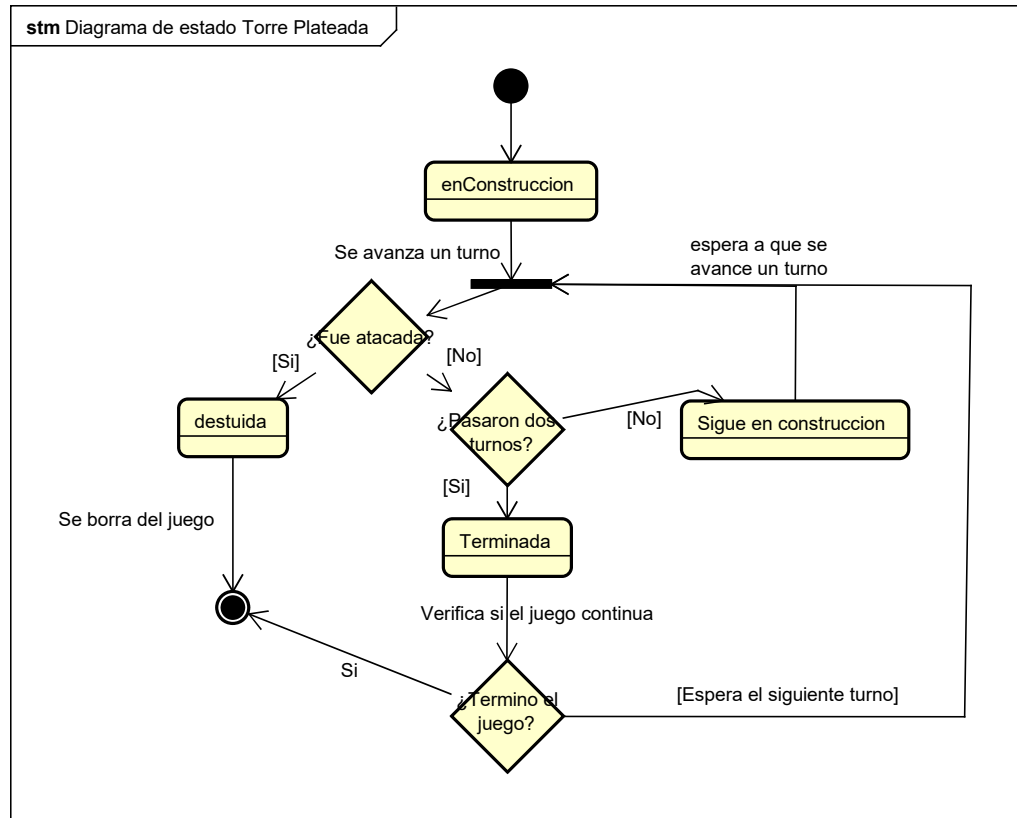 stm Diagrama de estado Torre Plateada
enConstruccion
Se avanza un turno
espera a que se
avance un turno
¿Fue atacada?
[Si]
[No]
destuida
¿Pasaron dos
turnos?
[No]
Sigue en construccion
[Si]
Se borra del juego
Terminada
Verifica si el juego continua
Si
¿Termino el
juego?
[Espera el siguiente turno]